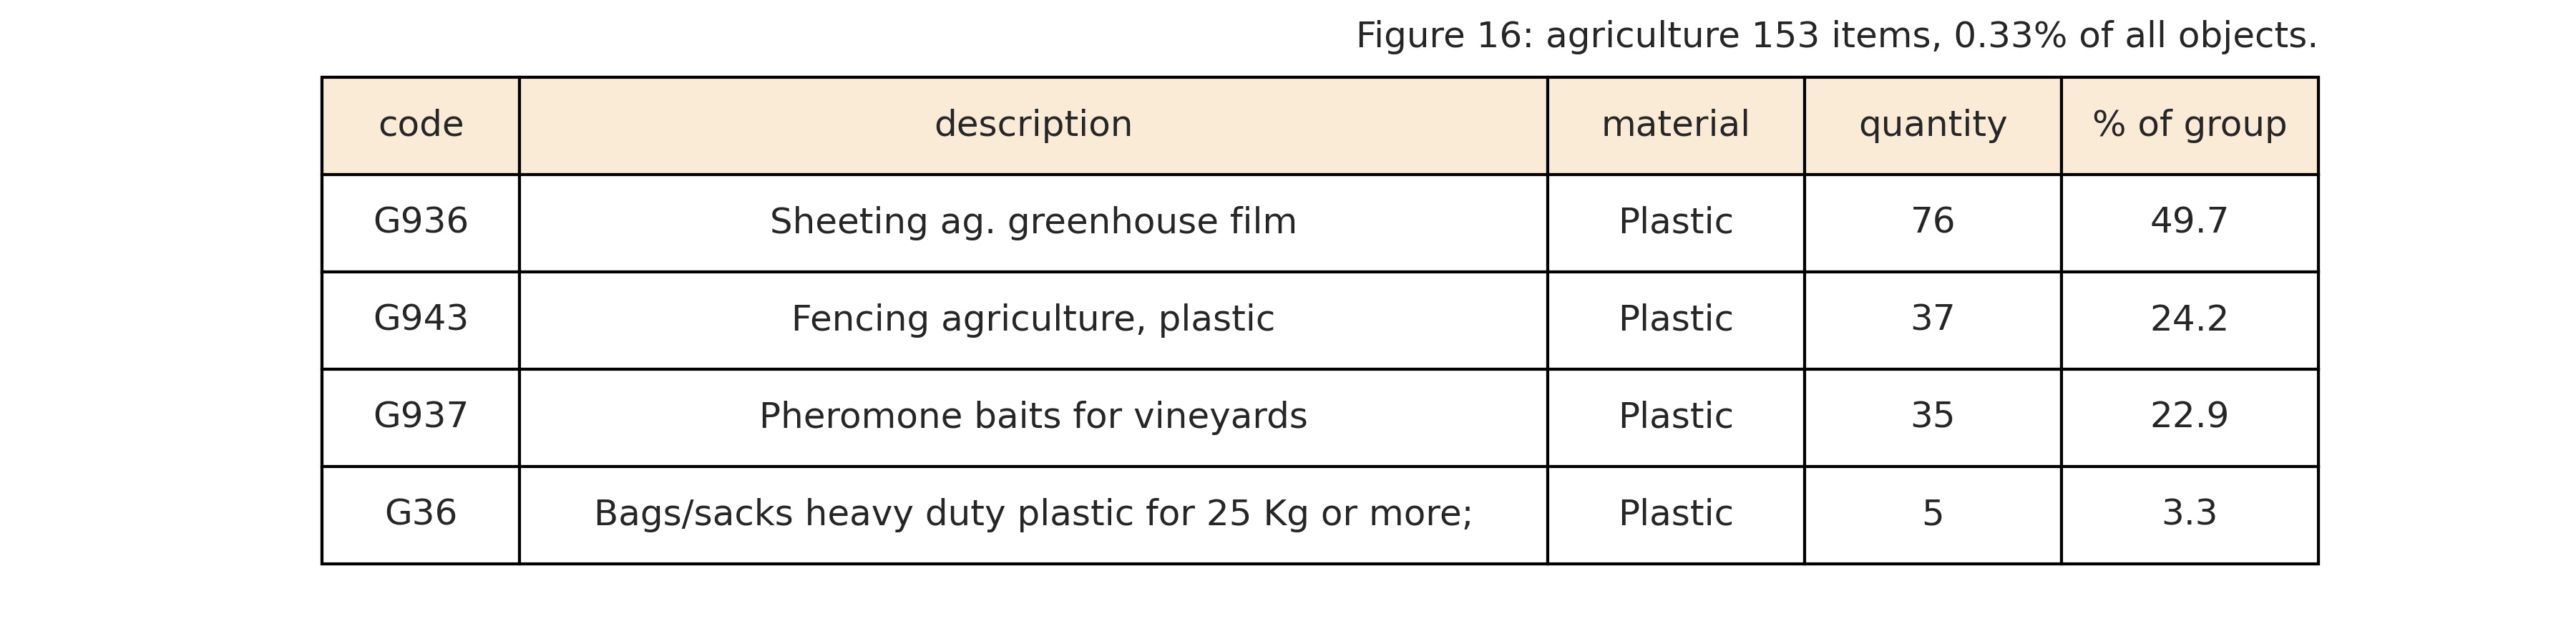 Figure 16: agriculture 153 items, 0.33% of all objects.
code description material quantity % of group
G936 Sheeting ag. greenhouse film Plastic 76 49.7
G943 Fencing agriculture, plastic Plastic 37 24.2
G937 Pheromone baits for vineyards Plastic 35 22.9
G36 Bags/sacks heavy duty plastic for 25 Kg or more; Plastic 5 3.3